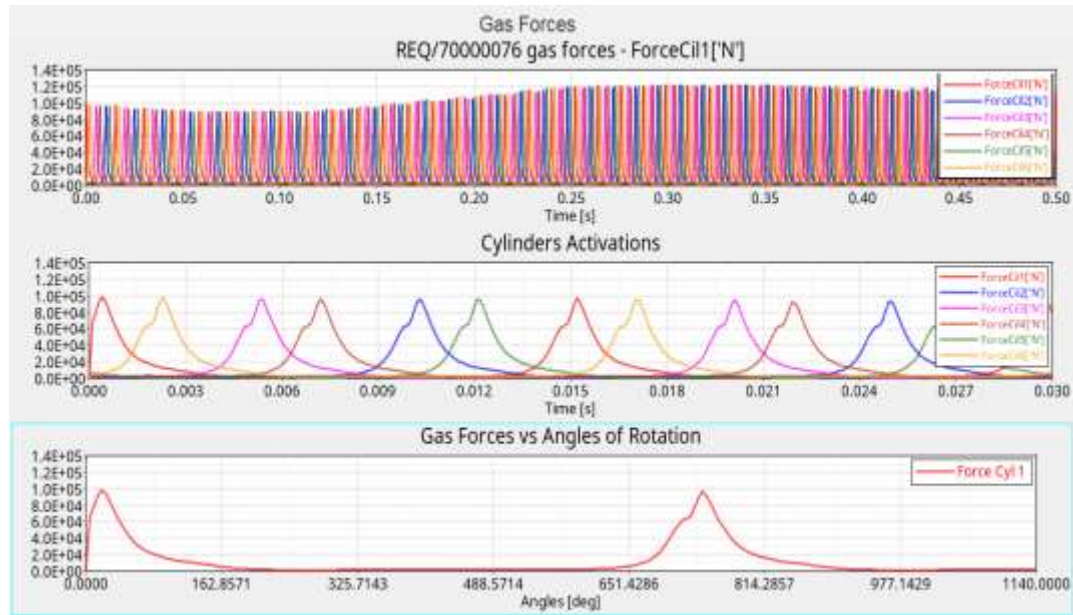 Gas Forces
REQ/70000076 gas forces - ForceCil1['N']
1.4E+05
1.2E+05
1.0E+05
8.0E+04
6.0E+04
4.0E+04
2.0E+04
0.0E+00
ForceCil1['N']
ForceCil2['N']
ForceCil3['N']
ForceCil4['N']
ForceCil5['N']
ForceCil6['N']
0.00 0.05 0.10 0.15 0.20 0.25 0.30 0.35 0.40 0.45 0.50
Time [s]
Cylinders Activations
1.4E+05
1.2E+05
1.0E+05
8.0E+04
6.0E+04
4.0E+04
2.0E+04
0.0E+00
ForceCil1['N']
ForceCil2['N']
ForceCil3['N']
ForceCil4['N']
ForceCil5['N']
ForceCil6['N']
0.000 0.003 0.006 0.009 0.012 0.015 0.018 0.021 0.024 0.027 0.030
Time [s]
Gas Forces vs Angles of Rotation
1.4E+05
1.2E+05
1.0E+05
8.0E+04
6.0E+04
4.0E+04
2.0E+04
0.0E+00
Force Cyl 1
0.0000 162.8571 325.7143 488.5714 651.4286 814.2857 977.1429 1140.0000
Angles [deg]